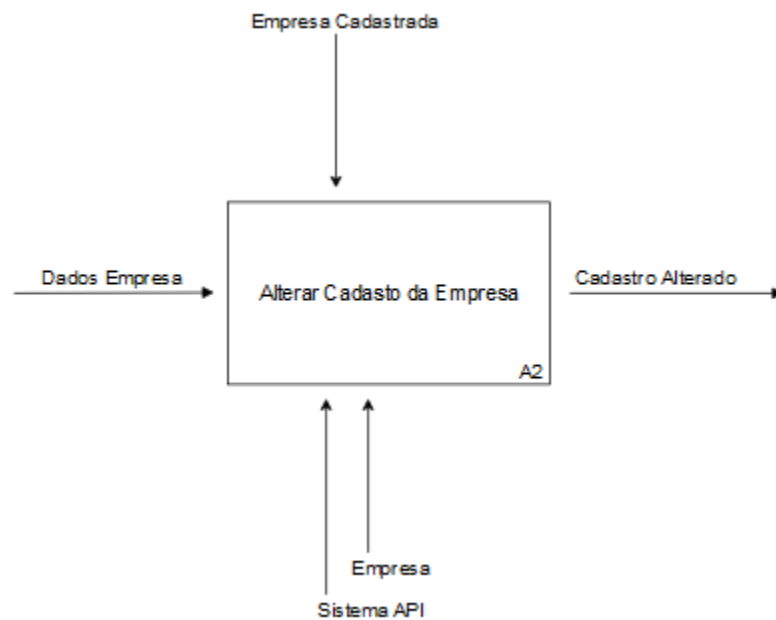 Empresa Cadastrada
Dados Empresa
Alterar Cadasto da Empresa
Cadastro Alterado
A2
Empresa
Sistema API